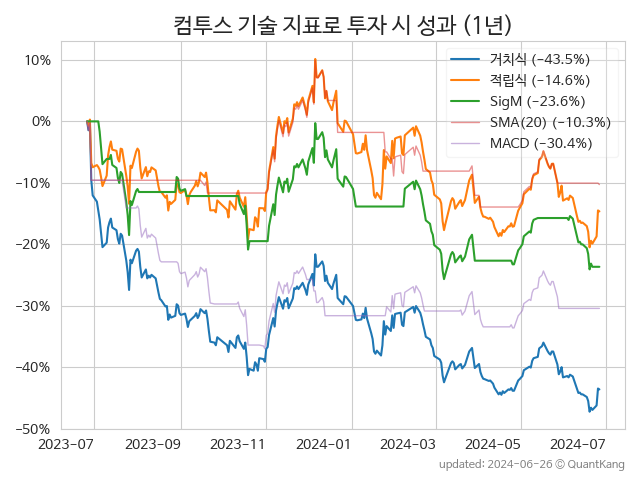 컴투스 기술 지표로 투자 시 성과 (1년)
거치식 (−43.5%)
적립식 (−14.6%)
SigM (−23.6%)
SMA(20) (−10.3%)
MACD (−30.4%)
10%
0%
−10%
−20%
−30%
−40%
−50%
2023−07 2023−09 2023−11 2024−01 2024−03 2024−05 2024−07
updated: 2024−06−26 ⓒ QuantKang